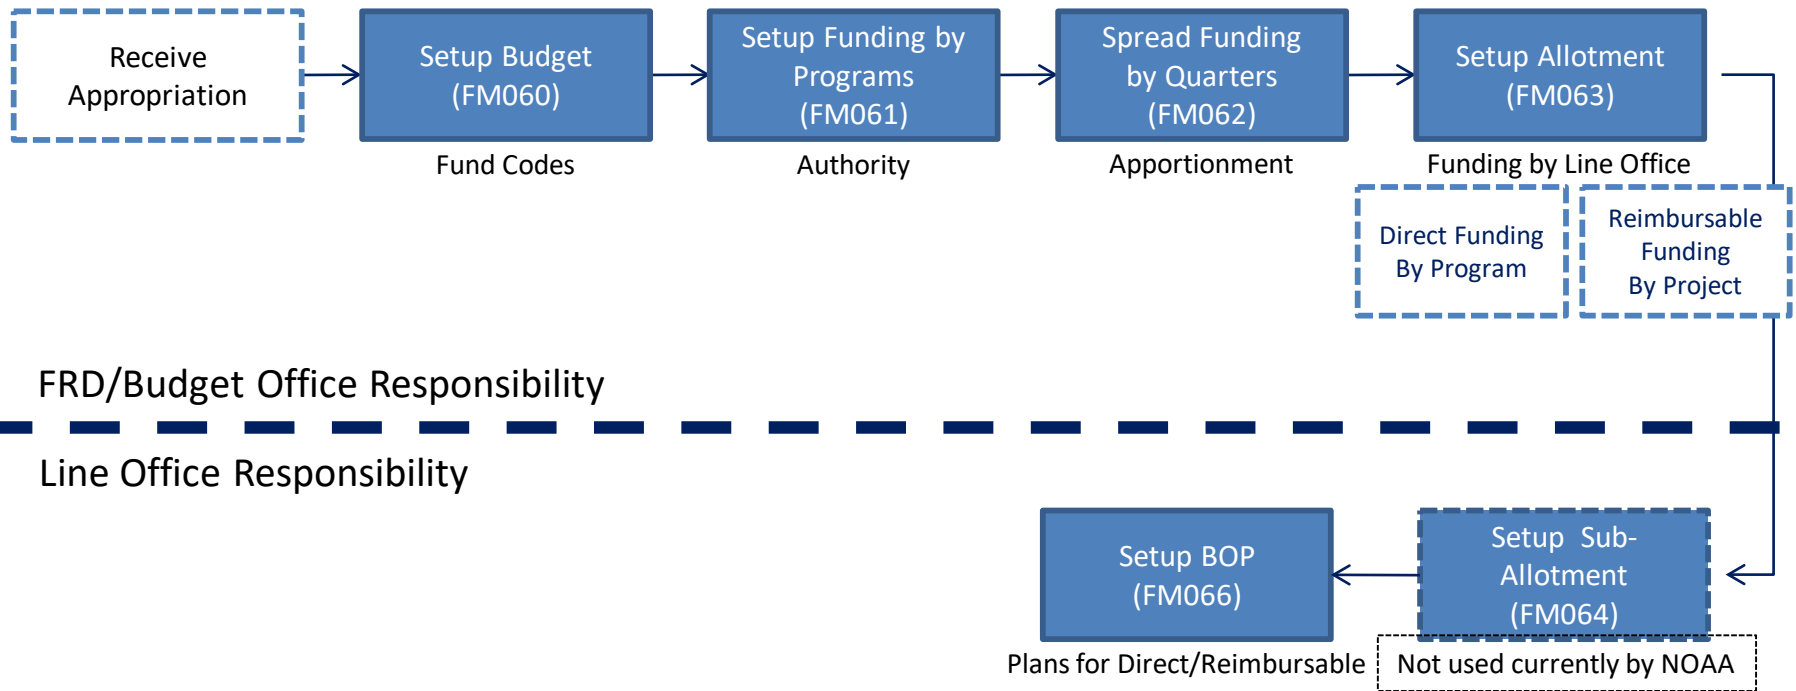 Receive
Appropriation
Setup Budget
(FM060)
Fund Codes
Setup Funding by
Programs
(FM061)
Authority
Spread Funding
by Quarters
(FM062)
Apportionment
Setup Allotment
(FM063)
Funding by Line Office
Direct Funding
By Program
Reimbursable
Funding
By Project
FRD/Budget Office Responsibility
Line Office Responsibility
Setup BOP
(FM066)
Plans for Direct/Reimbursable
Setup Sub-
Allotment
(FM064)
Not used currently by NOAA